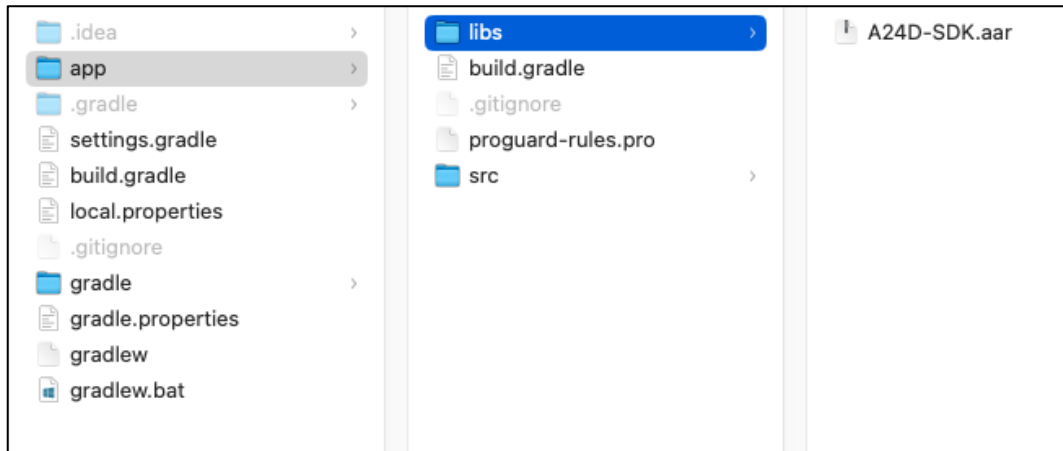 .idea
app
.gradle
settings.gradle
build.gradle
local.properties
.gitignore
gradle
gradle.properties
gradlew
gradlew.bat
libs
build.gradle
.gitignore
proguard-rules.pro
src
A24D-SDK.aar